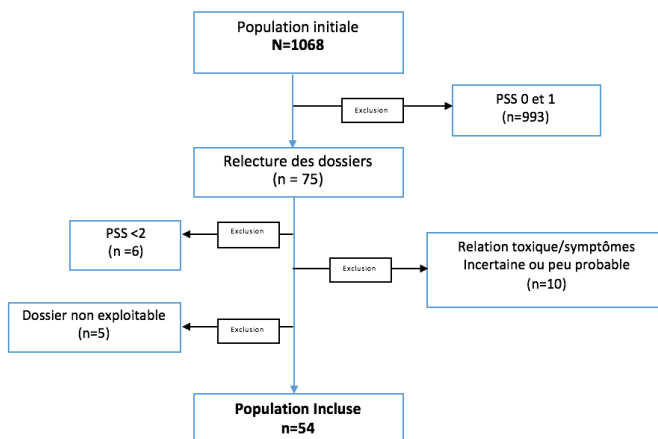 Population initiale
N=1068
Exclusion
PSS 0 et 1
(n=993)
Relecture des dossiers
(n = 75)
PSS <2
(n =6)
Exclusion
Relation toxique/symptômes
Incertaine ou peu probable
(n=10)
Exclusion
Dossier non exploitable
(n=5)
Exclusion
Population Incluse
n=54